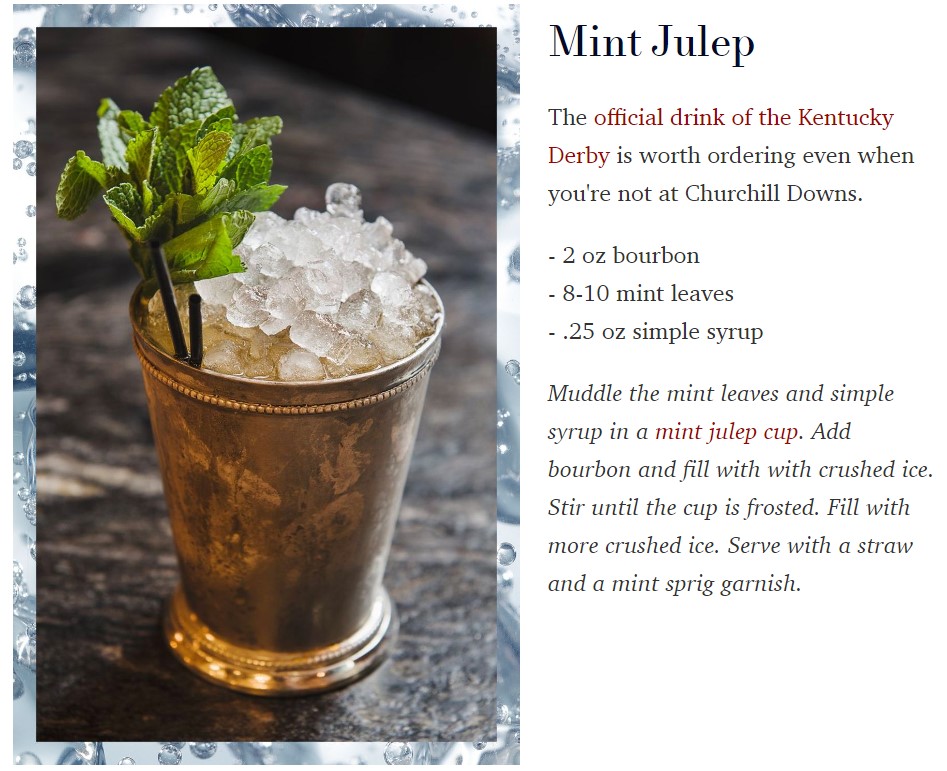 Mint Julep
The official drink of the Kentucky
Derby is worth ordering even when
you're not at Churchill Downs.
- 2 oz bourbon
- 8-10 mint leaves
- .25 oz simple syrup
Muddle the mint leaves and simple
syrup in a mint julep cup. Add
bourbon and fill with with crushed ice.
Stir until the cup is frosted. Fill with
more crushed ice. Serve with a straw
and a mint sprig garnish.